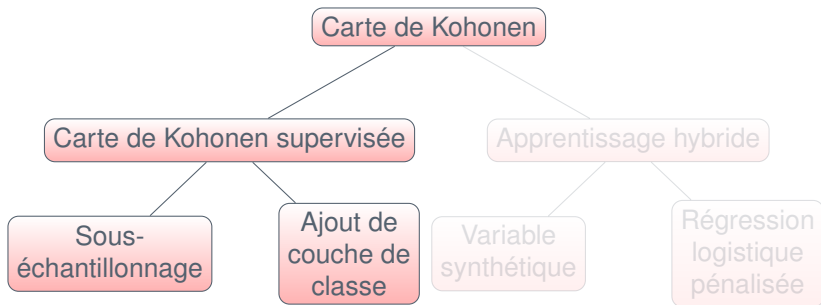 Carte de Kohonen
Carte de Kohonen supervisée
Apprentissage hybride
Sous-
échantillonnage
Ajout de
couche de
classe
Variable
synthétique
Régression
logistique
pénalisée